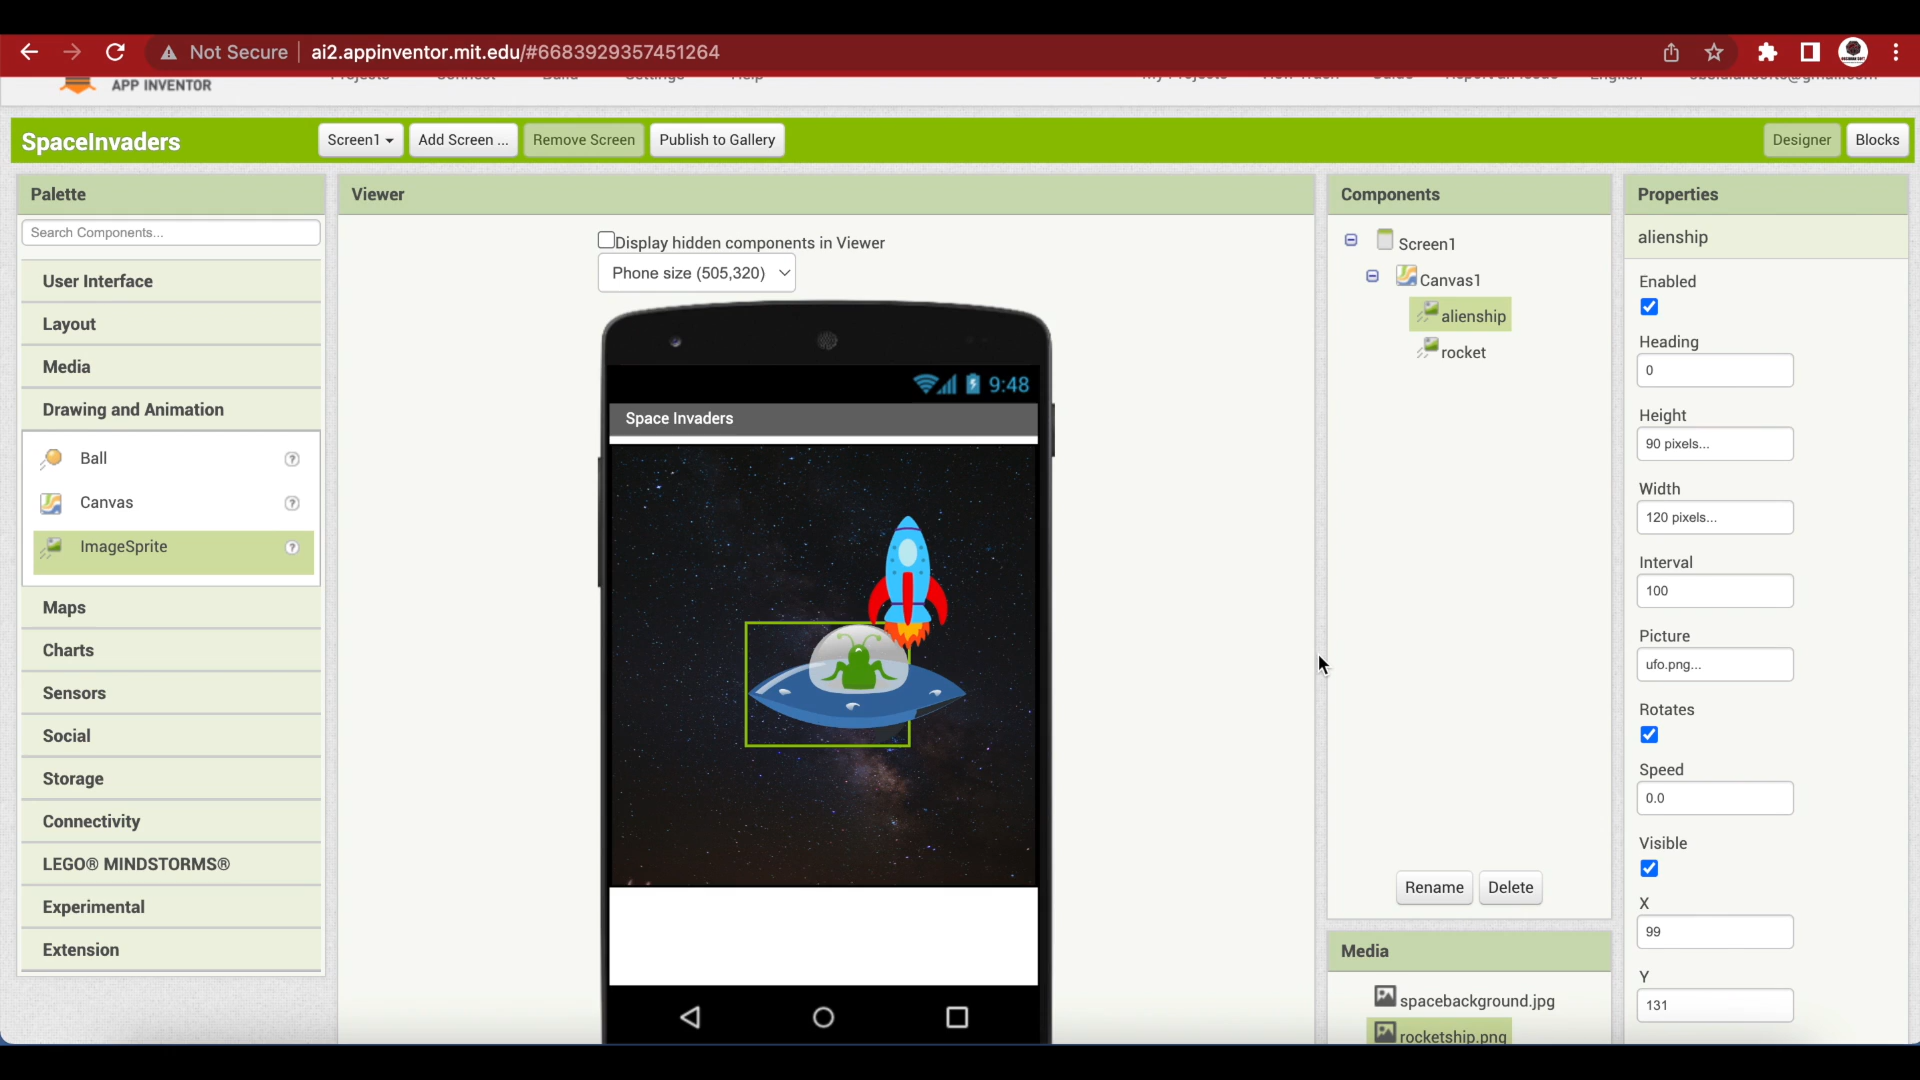 Not Secure
ai2.appinventor.mit.edu/#6683929357451264
APP INVENTOR
SpaceInvaders
Screen1
Add Screen ...
Remove Screen
Publish to Gallery
Designer
Blocks
Palette
Search Components...
User Interface
Layout
Media
Drawing and Animation
Ball
?
Canvas
?
ImageSprite
?
Maps
Charts
Sensors
Social
Storage
Connectivity
LEGO® MINDSTORMS®
Experimental
Extension
Viewer
Display hidden components in Viewer
Phone size (505,320)
9:48
Space Invaders
Components
Screen1
Canvas1
alienship
rocket
Rename
Delete
Media
spacebackground.jpg
rocketship.png
Properties
alienship
Enabled
Heading
0
Height
90 pixels...
Width
120 pixels...
Interval
100
Picture
ufo.png...
Rotates
Speed
0.0
Visible
X
99
Y
131